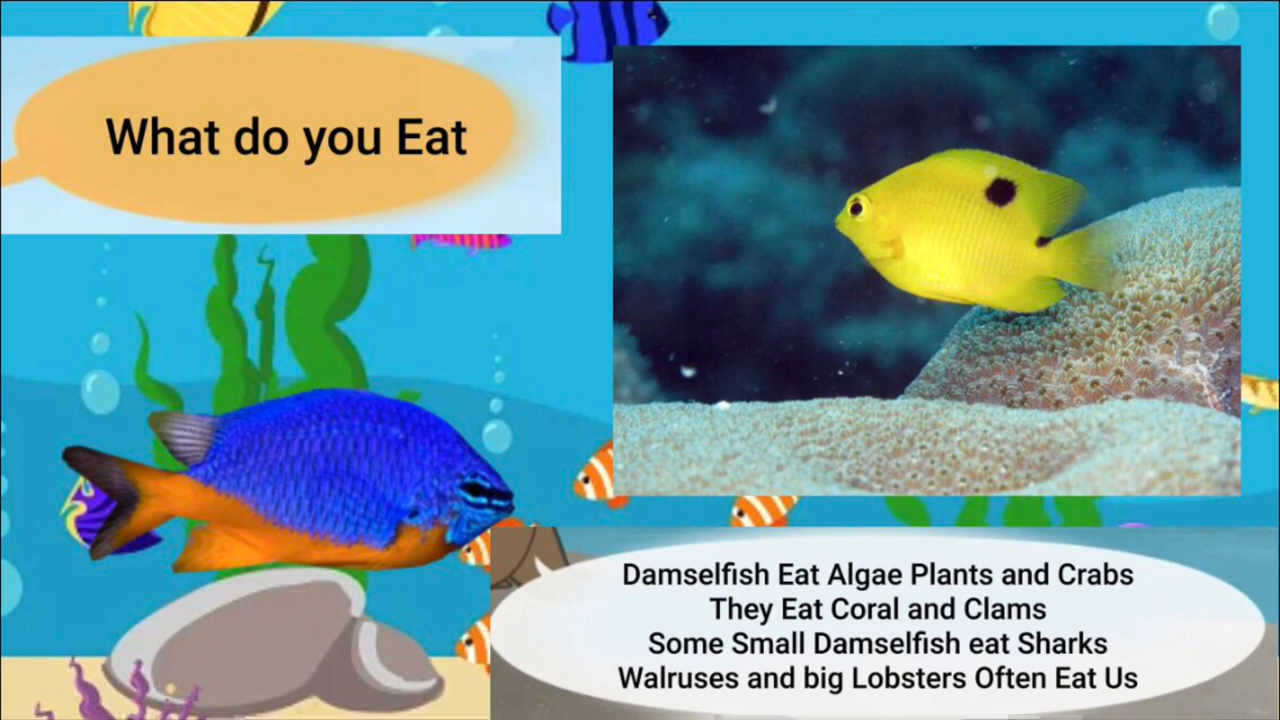 What do you Eat
Damselfish Eat Algae Plants and Crabs
They Eat Coral and Clams
Some Small Damselfish eat Sharks
Walruses and big Lobsters Often Eat Us